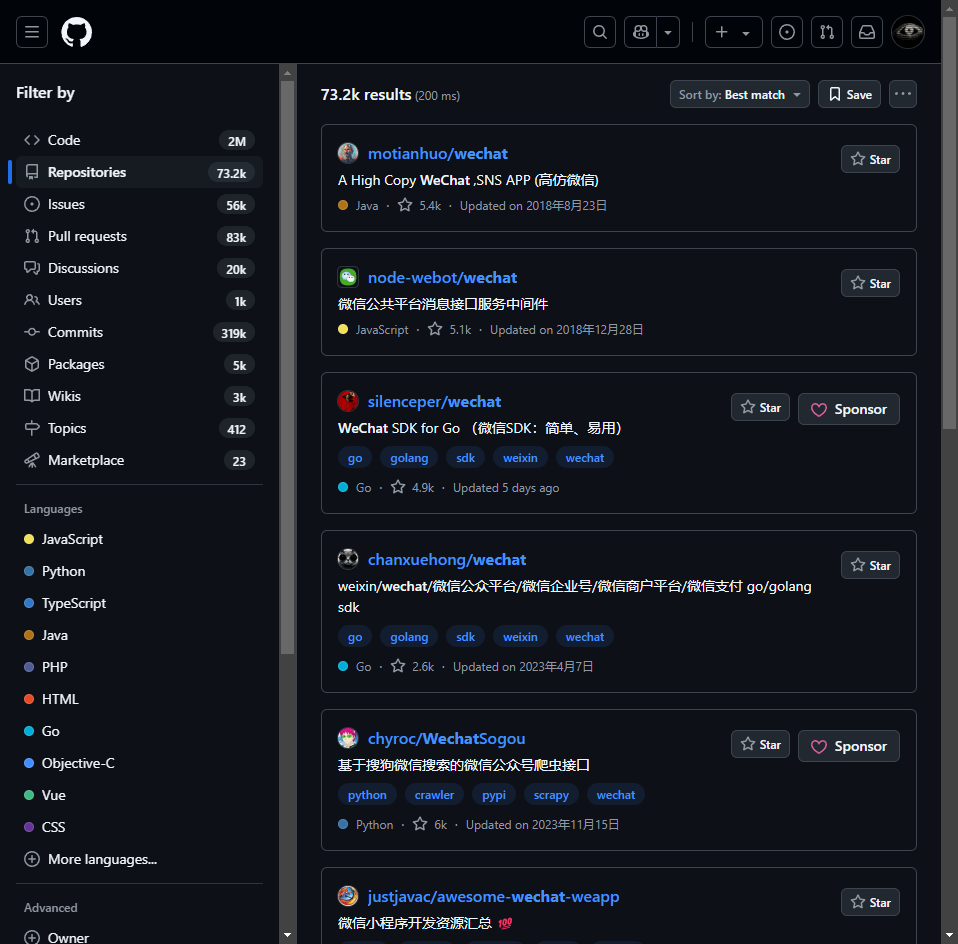 Filter by
Code 2M
Repositories 73.2k
Issues 56k
Pull requests 83k
Discussions 20k
Users 1k
Commits 319k
Packages 5k
Wikis 3k
Topics 412
Marketplace 23
Languages
JavaScript
Python
TypeScript
Java
PHP
HTML
Go
Objective-C
Vue
CSS
More languages...
Advanced
Owner
73.2k results (200 ms)
Sort by: Best match
Save
motianhuo/wechat
Star
A High Copy WeChat ,SNS APP (高仿微信)
Java · 5.4k · Updated on 2018年8月23日
node-webot/wechat
Star
微信公共平台消息接口服务中间件
JavaScript · 5.1k · Updated on 2018年12月28日
silenceper/wechat
Star
Sponsor
WeChat SDK for Go （微信SDK：简单、易用）
go golang sdk weixin wechat
Go · 4.9k · Updated 5 days ago
chanxuehong/wechat
Star
weixin/wechat/微信公众平台/微信企业号/微信商户平台/微信支付 go/golang
sdk
go golang sdk weixin wechat
Go · 2.6k · Updated on 2023年4月7日
chyroc/WechatSogou
Star
Sponsor
基于搜狗微信搜索的微信公众号爬虫接口
python crawler pypi scrapy wechat
Python · 6k · Updated on 2023年11月15日
justjavac/awesome-wechat-weapp
Star
微信小程序开发资源汇总 💯